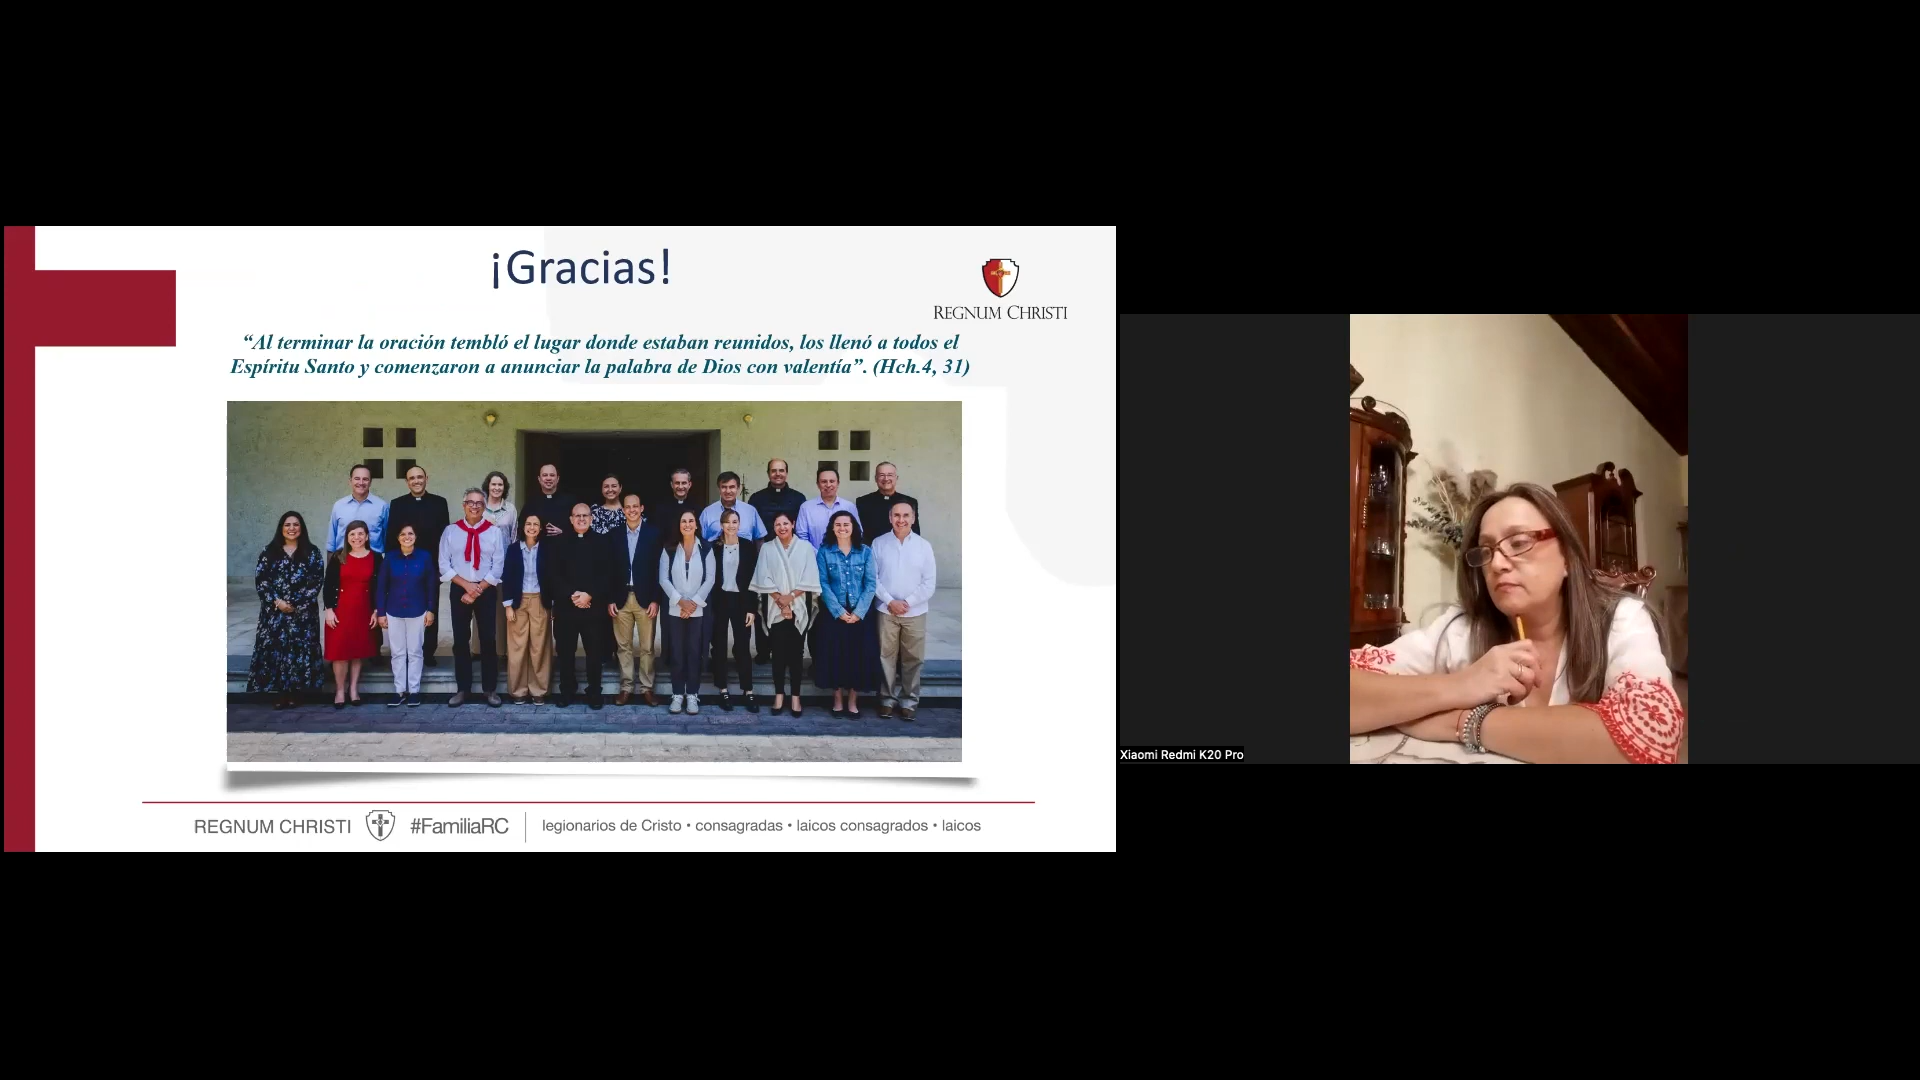 ¡Gracias!
REGNUM CHRISTI
“Al terminar la oración tembló el lugar donde estaban reunidos, los llenó a todos el
Espíritu Santo y comenzaron a anunciar la palabra de Dios con valentía”. (Hch.4, 31)
REGNUM CHRISTI #FamiliaRC legionarios de Cristo • consagradas • laicos consagrados • laicos
Xiaomi Redmi K20 Pro